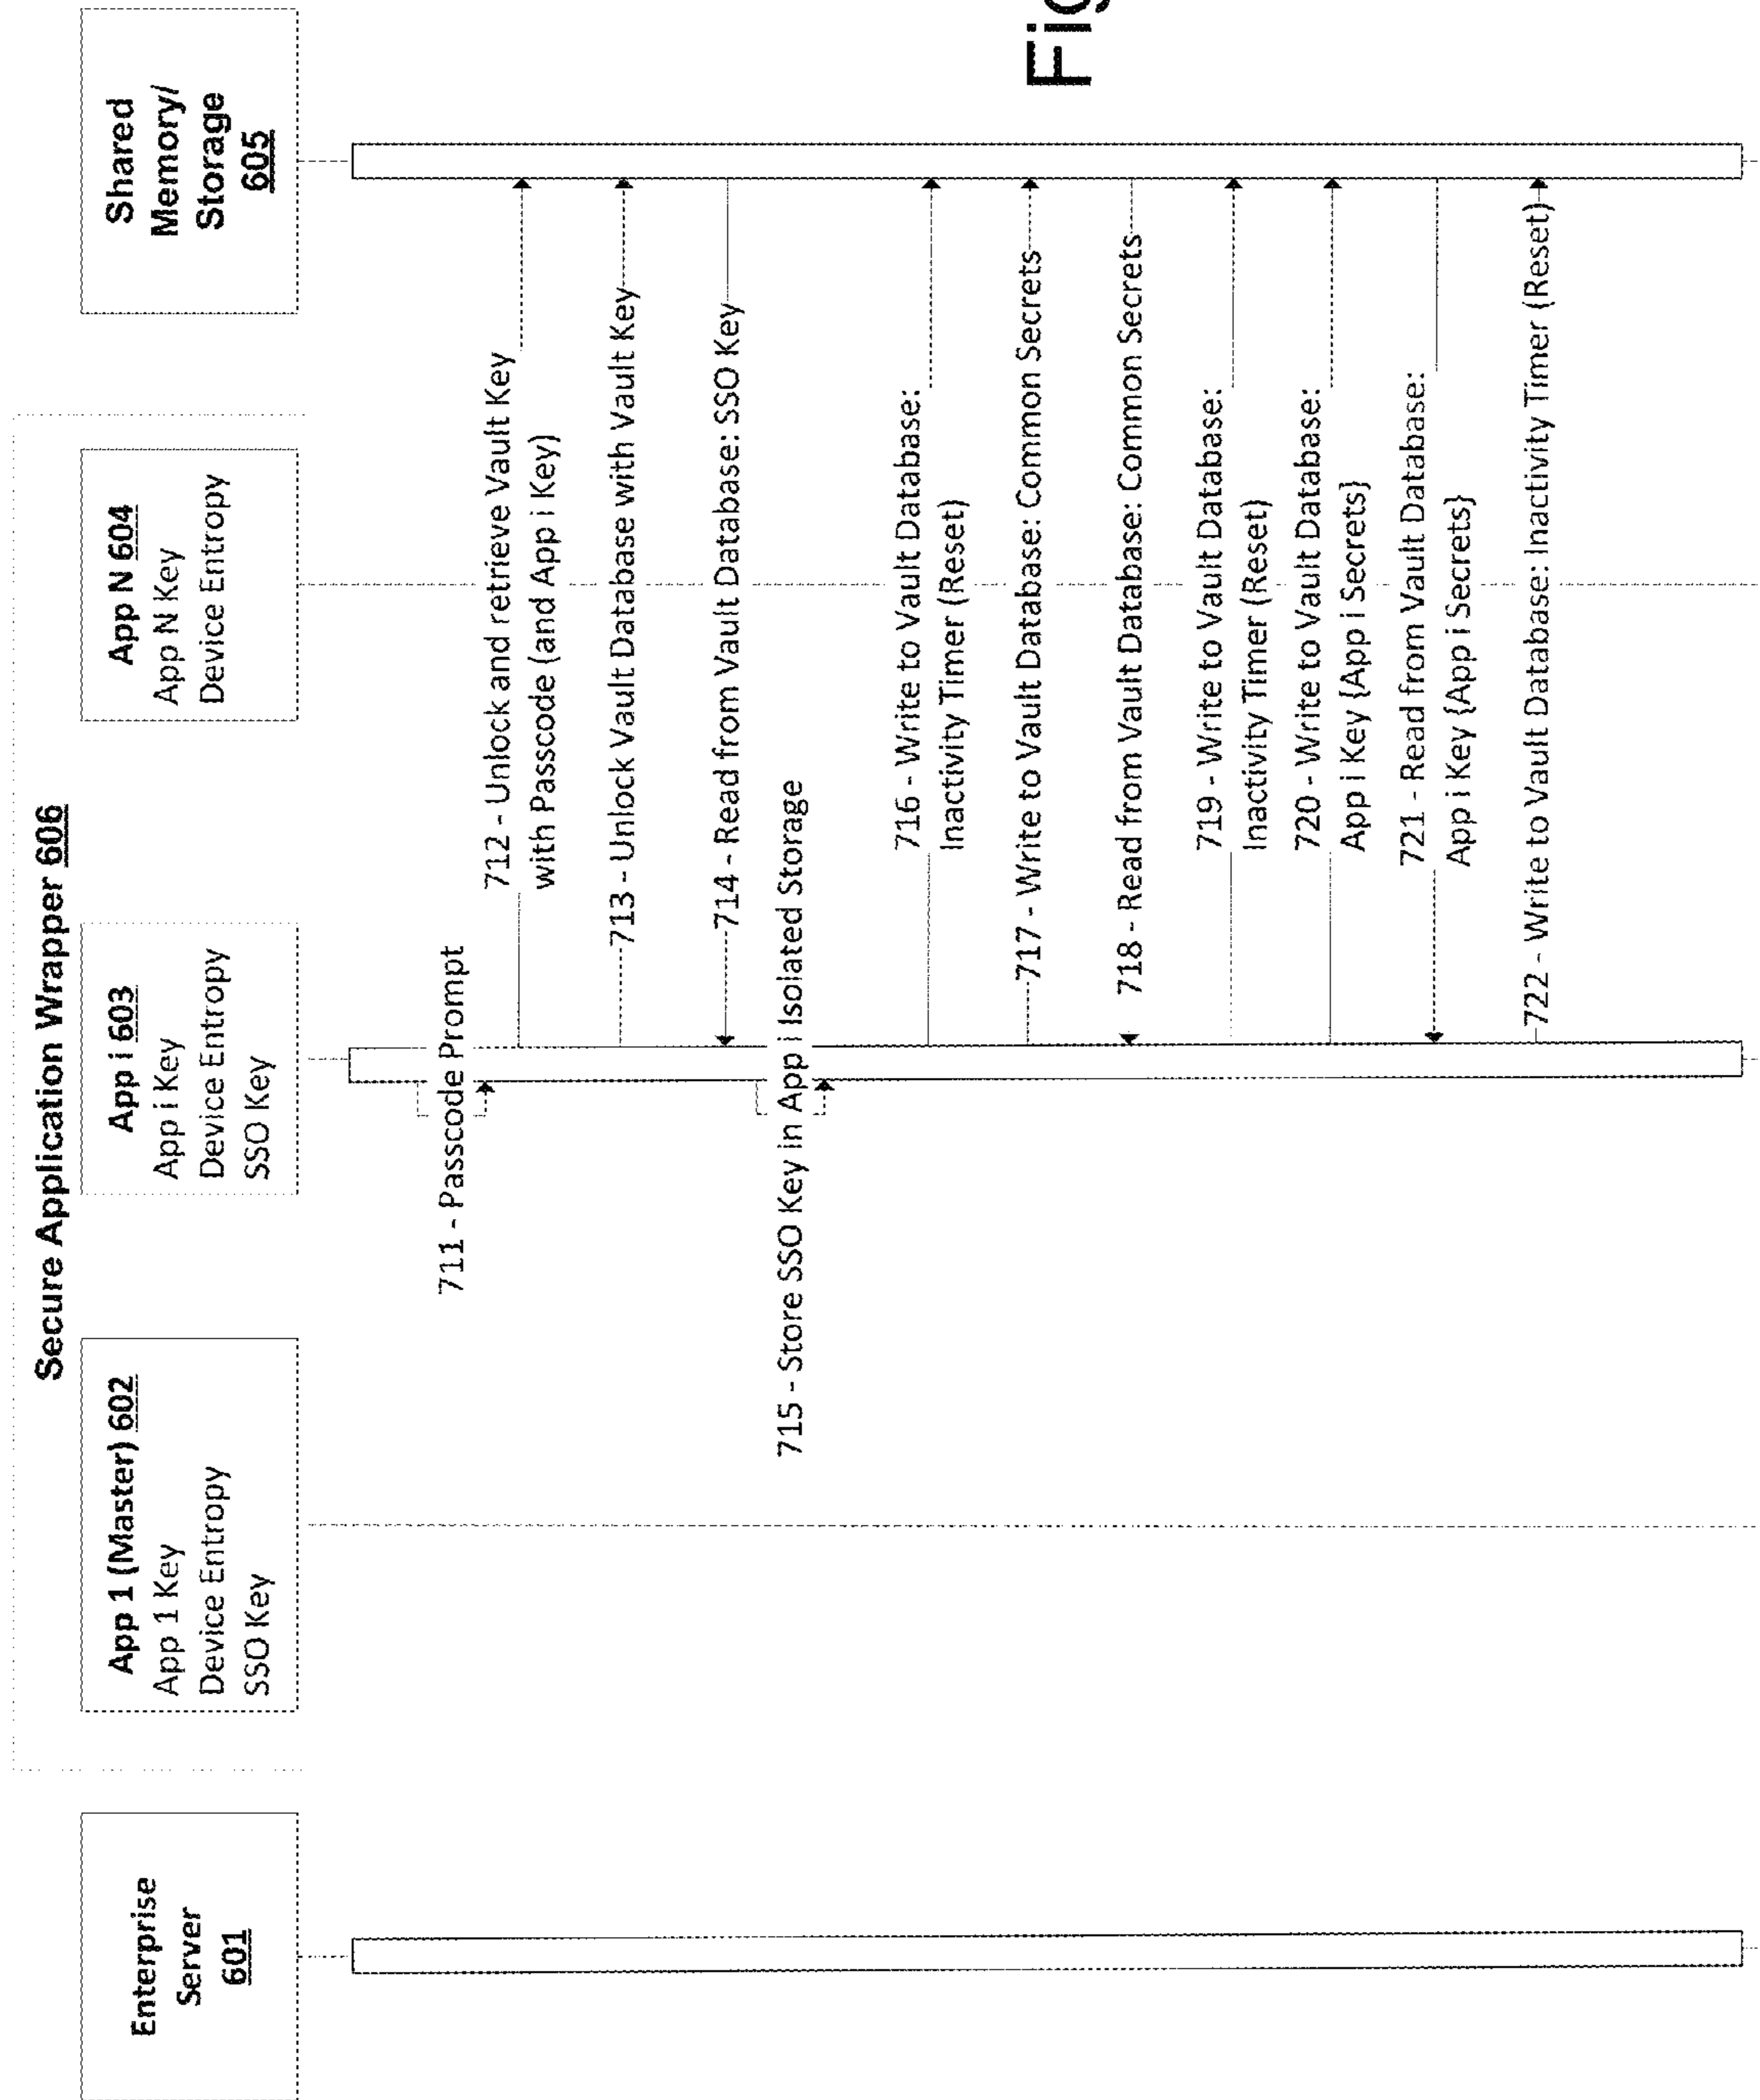 Secure Application Wrapper 606
Enterprise
Server
601
App 1 (Master) 602
App 1 Key
Device Entropy
SSO Key
App i 603
App i Key
Device Entropy
SSO Key
App N 604
App N Key
Device Entropy
Shared
Memory/
Storage
605
711 - Passcode Prompt
712 - Unlock and retrieve Vault Key
with Passcode (and App i Key)
713 - Unlock Vault Database with Vault Key
714 - Read from Vault Database: SSO Key
715 - Store SSO Key in App i Isolated Storage
716 - Write to Vault Database:
Inactivity Timer (Reset)
717 - Write to Vault Database: Common Secrets
718 - Read from Vault Database: Common Secrets
719 - Write to Vault Database:
Inactivity Timer (Reset)
720 - Write to Vault Database:
App i Key {App i Secrets}
721 - Read from Vault Database:
App i Key {App i Secrets}
722 - Write to Vault Database: Inactivity Timer (Reset)
Fig